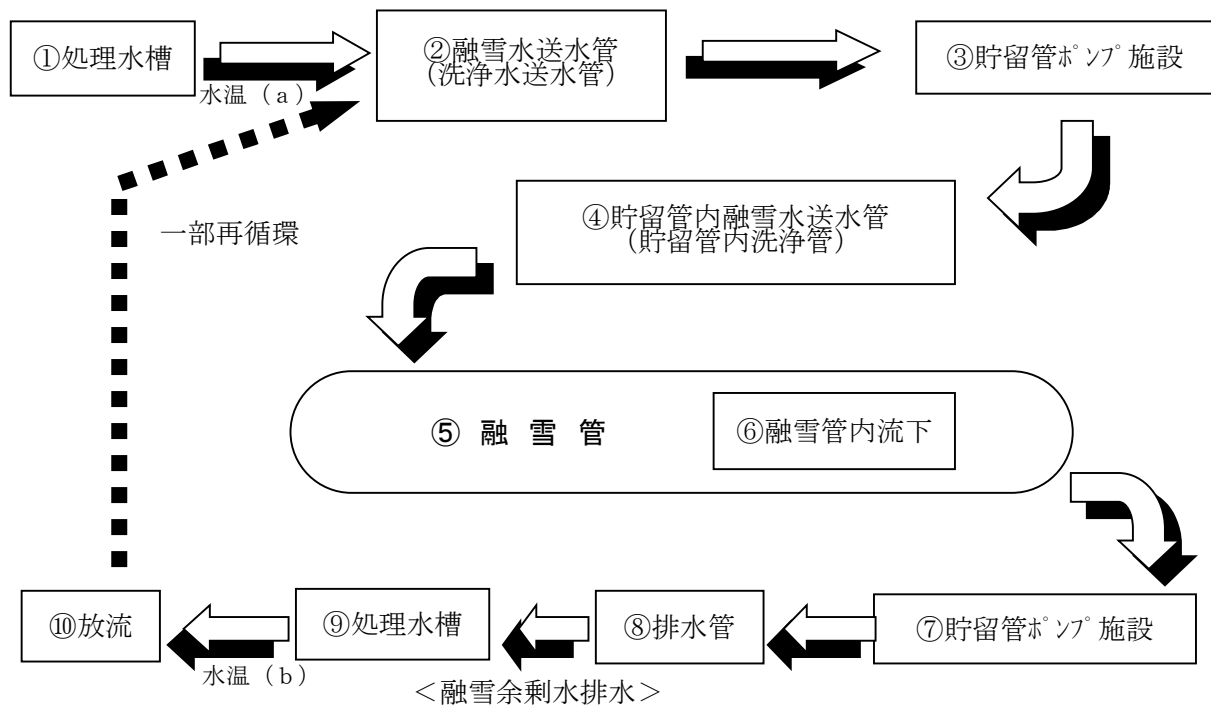 ①処理水槽
水温（a）
②融雪水送水管
（洗浄水送水管）
③貯留管ﾎﾟﾝﾌﾟ施設
④貯留管内融雪水送水管
（貯留管内洗浄管）
一部再循環
⑤ 融 雪 管
⑥融雪管内流下
⑦貯留管ﾎﾟﾝﾌﾟ施設
⑧排水管
＜融雪余剰水排水＞
⑨処理水槽
水温（b）
⑩放流